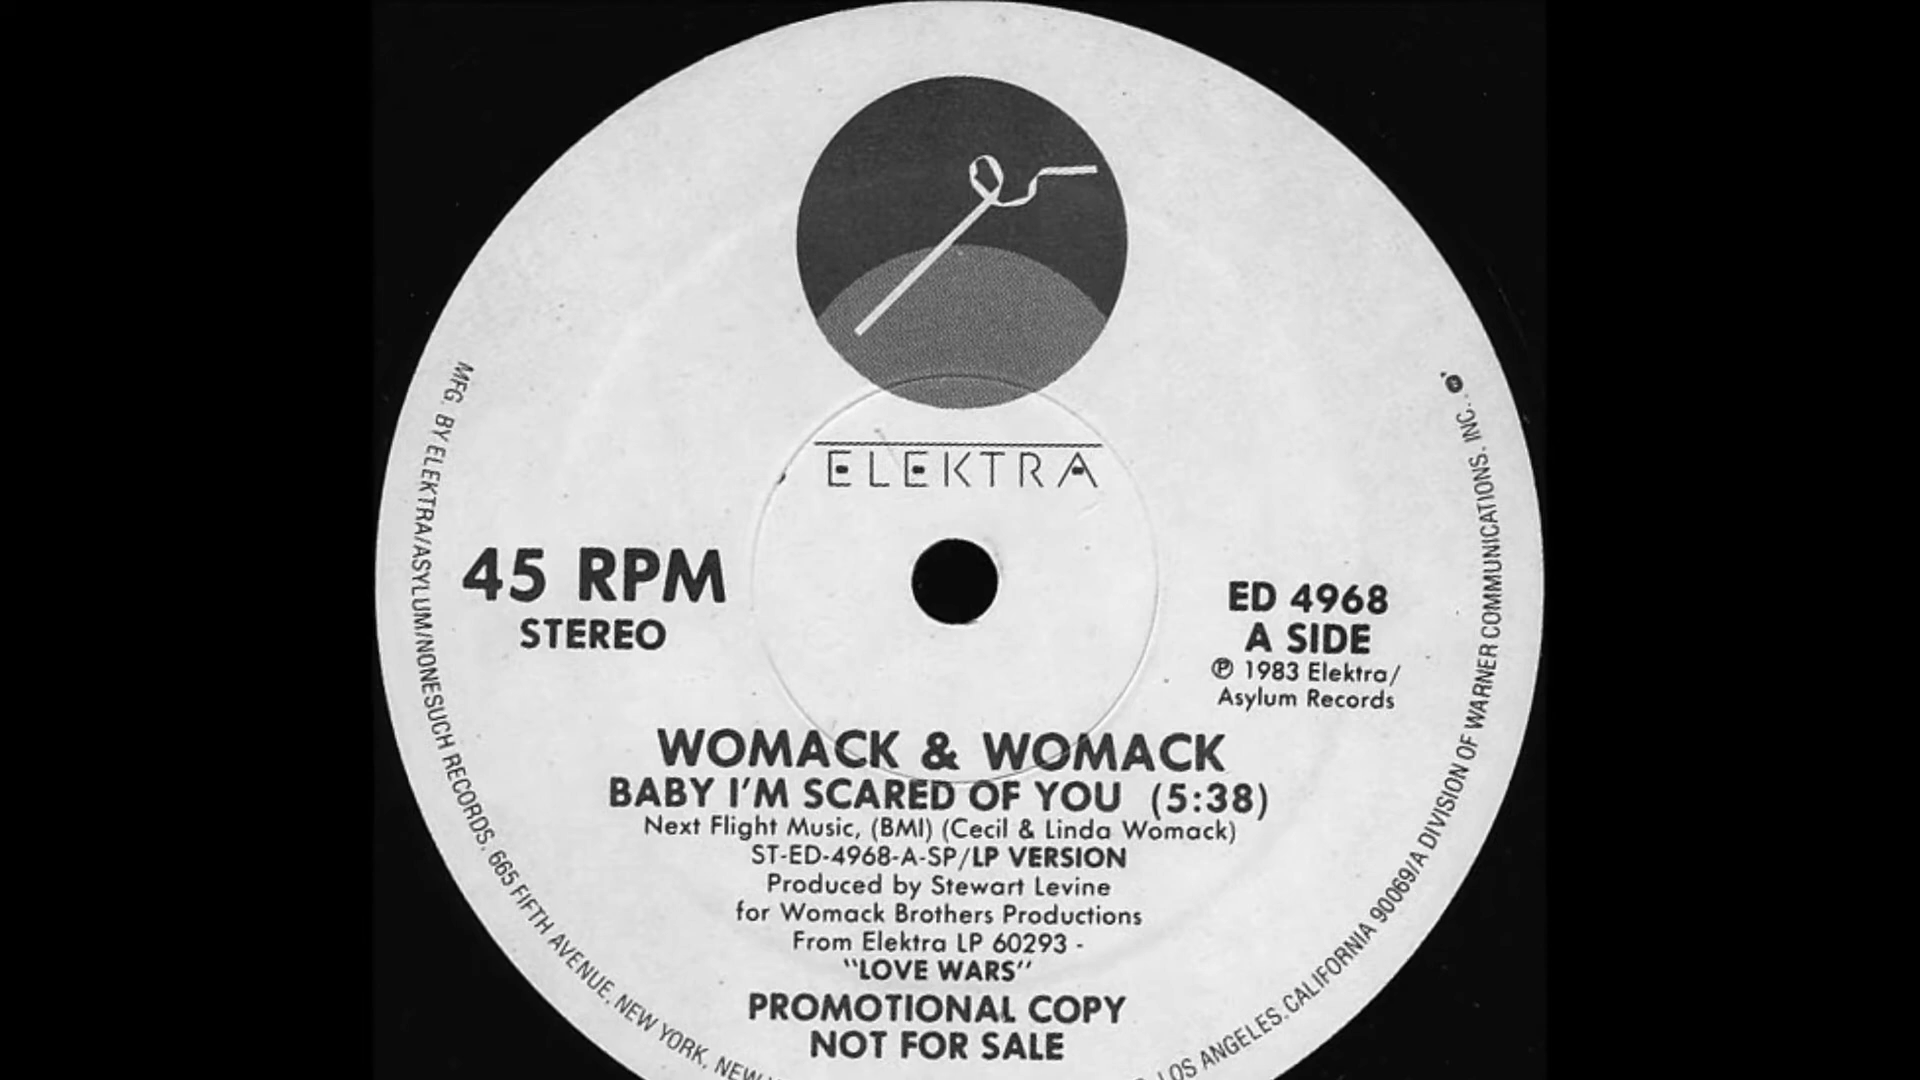 ELEKTRA
45 RPM
STEREO
ED 4968
A SIDE
℗ 1983 Elektra/
Asylum Records
WOMACK & WOMACK
BABY I'M SCARED OF YOU (5:38)
Next Flight Music, (BMI) (Cecil & Linda Womack)
ST-ED-4968-A-SP/LP VERSION
Produced by Stewart Levine
for Womack Brothers Productions
From Elektra LP 60293 -
"LOVE WARS"
PROMOTIONAL COPY
NOT FOR SALE
MFG. BY ELEKTRA/ASYLUM/NONESUCH RECORDS, 665 FIFTH AVENUE, NEW YORK, NEW
LOS ANGELES, CALIFORNIA 90069/A DIVISION OF WARNER COMMUNICATIONS, INC.